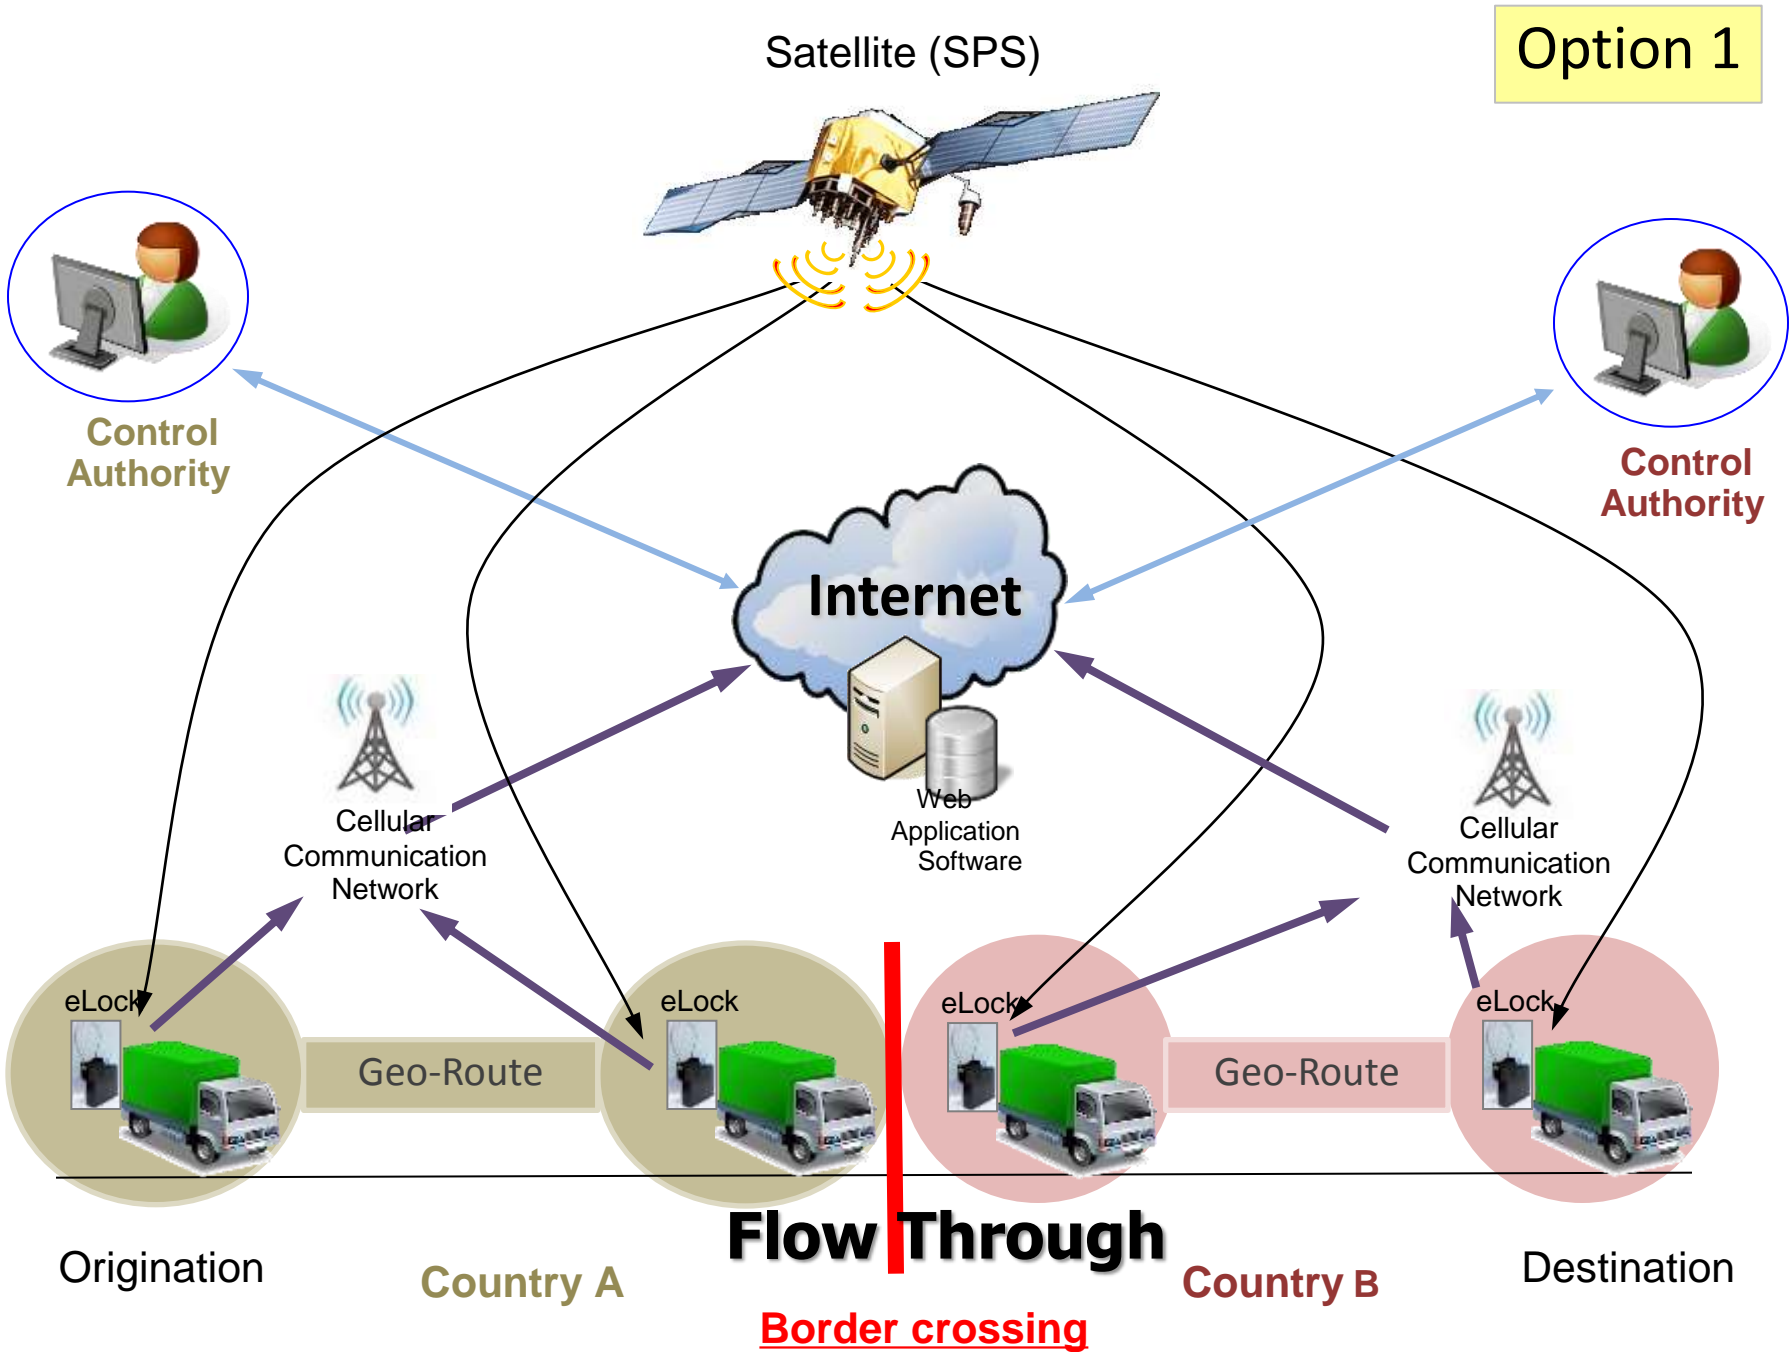 Option 1
Satellite (SPS)
Control
Authority
Control
Authority
Internet
Web
Application
Software
Cellular
Communication
Network
Cellular
Communication
Network
eLock
eLock
eLock
eLock
Geo-Route
Geo-Route
Flow Through
Origination
Country A
Country B
Destination
Border crossing